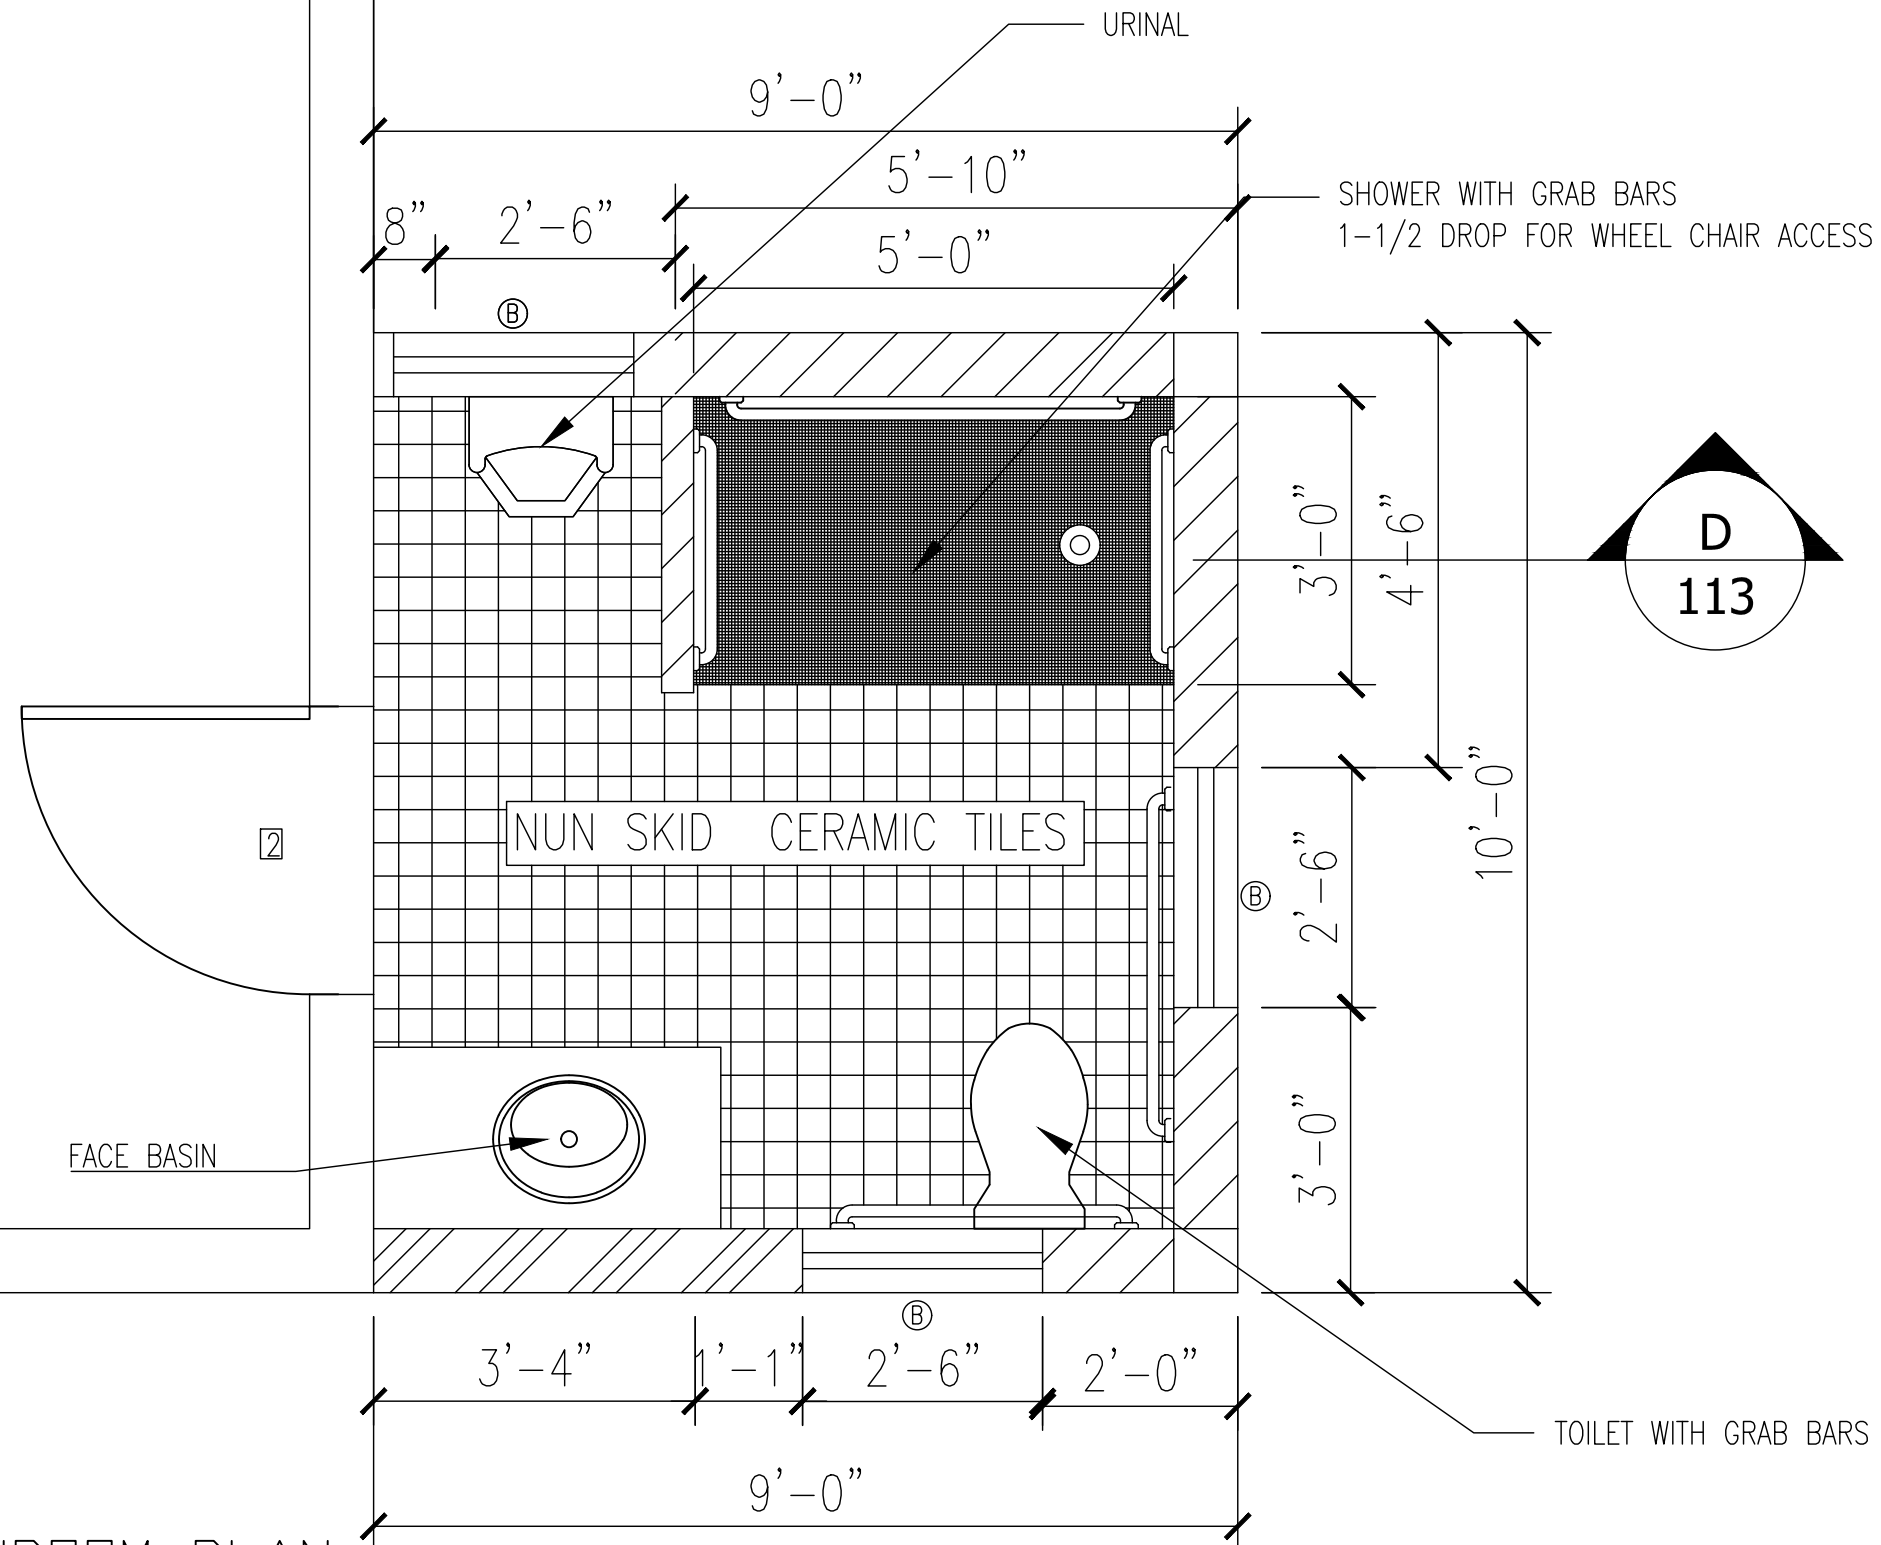 URINAL
9'-0"
5'-10"
SHOWER WITH GRAB BARS
1-1/2 DROP FOR WHEEL CHAIR ACCESS
8"
2'-6"
5'-0"
B
3'-0"
4'-6"
D
113
10'-0"
NUN SKID CERAMIC TILES
2
2'-6"
B
3'-0"
FACE BASIN
B
3'-4"
1'-1"
2'-6"
2'-0"
TOILET WITH GRAB BARS
9'-0"
PLAN